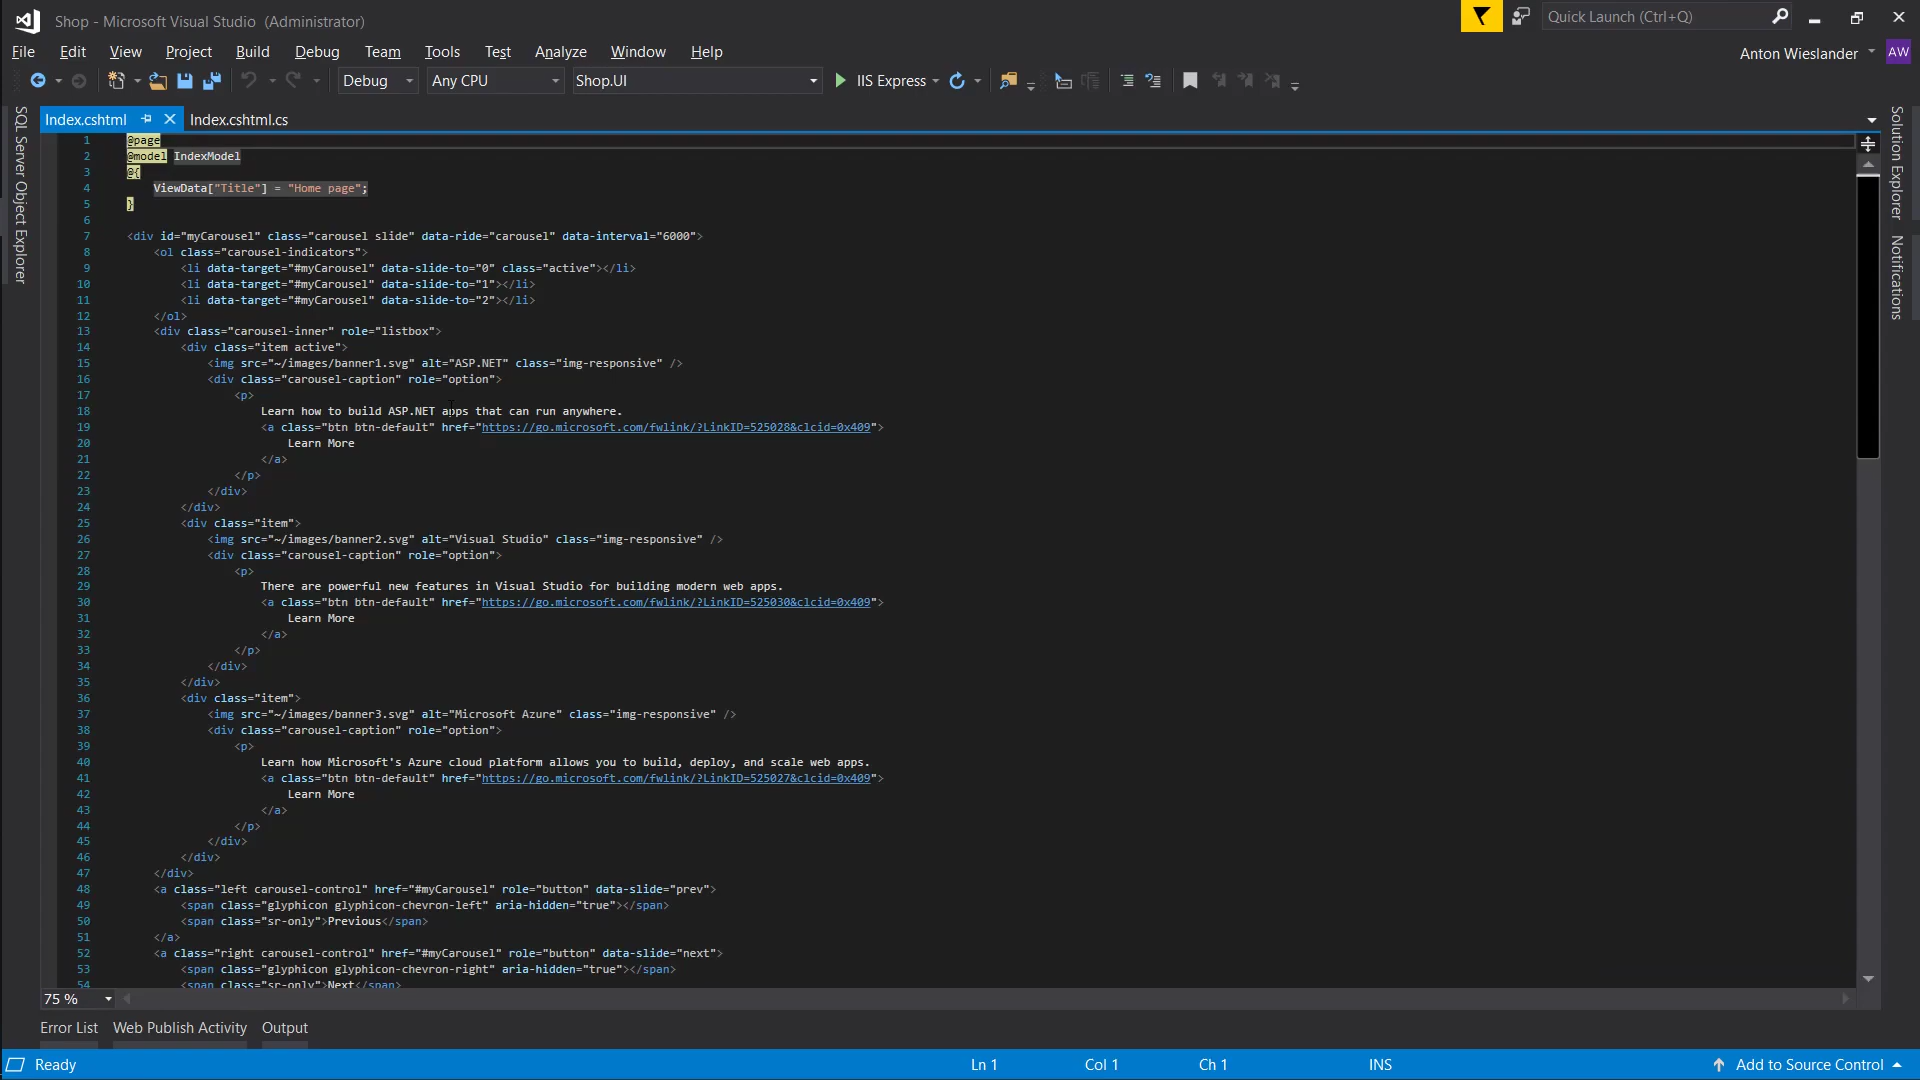 Shop - Microsoft Visual Studio (Administrator)
Quick Launch (Ctrl+Q)
File Edit View Project Build Debug Team Tools Test Analyze Window Help
Anton Wieslander AW
Debug Any CPU Shop.UI IIS Express
SQL Server Object Explorer
Index.cshtml Index.cshtml.cs
Solution Explorer
Notifications
1 @page
2 @model IndexModel
3 @{
4 ViewData["Title"] = "Home page";
5 }
6
7 <div id="myCarousel" class="carousel slide" data-ride="carousel" data-interval="6000">
8 <ol class="carousel-indicators">
9 <li data-target="#myCarousel" data-slide-to="0" class="active"></li>
10 <li data-target="#myCarousel" data-slide-to="1"></li>
11 <li data-target="#myCarousel" data-slide-to="2"></li>
12 </ol>
13 <div class="carousel-inner" role="listbox">
14 <div class="item active">
15 <img src="~/images/banner1.svg" alt="ASP.NET" class="img-responsive" />
16 <div class="carousel-caption" role="option">
17 <p>
18 Learn how to build ASP.NET apps that can run anywhere.
19 <a class="btn btn-default" href="https://go.microsoft.com/fwlink/?LinkID=525028&clcid=0x409">
20 Learn More
21 </a>
22 </p>
23 </div>
24 </div>
25 <div class="item">
26 <img src="~/images/banner2.svg" alt="Visual Studio" class="img-responsive" />
27 <div class="carousel-caption" role="option">
28 <p>
29 There are powerful new features in Visual Studio for building modern web apps.
30 <a class="btn btn-default" href="https://go.microsoft.com/fwlink/?LinkID=525030&clcid=0x409">
31 Learn More
32 </a>
33 </p>
34 </div>
35 </div>
36 <div class="item">
37 <img src="~/images/banner3.svg" alt="Microsoft Azure" class="img-responsive" />
38 <div class="carousel-caption" role="option">
39 <p>
40 Learn how Microsoft's Azure cloud platform allows you to build, deploy, and scale web apps.
41 <a class="btn btn-default" href="https://go.microsoft.com/fwlink/?LinkID=525027&clcid=0x409">
42 Learn More
43 </a>
44 </p>
45 </div>
46 </div>
47 </div>
48 <a class="left carousel-control" href="#myCarousel" role="button" data-slide="prev">
49 <span class="glyphicon glyphicon-chevron-left" aria-hidden="true"></span>
50 <span class="sr-only">Previous</span>
51 </a>
52 <a class="right carousel-control" href="#myCarousel" role="button" data-slide="next">
53 <span class="glyphicon glyphicon-chevron-right" aria-hidden="true"></span>
54 <span class="sr-only">Next</span>
75 %
Error List Web Publish Activity Output
Ready Ln 1 Col 1 Ch 1 INS Add to Source Control